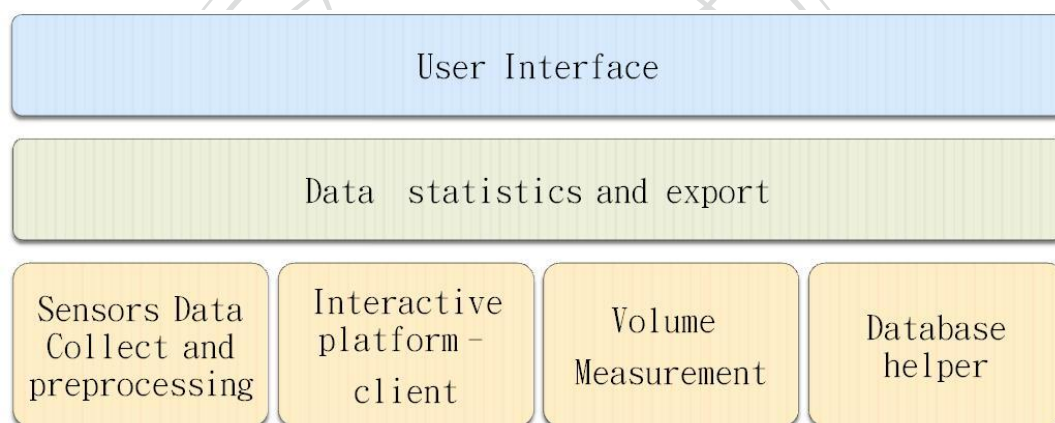 User Interface
Data statistics and export
Sensors Data
Collect and
preprocessing
Interactive
platform-
client
Volume
Measurement
Database
helper